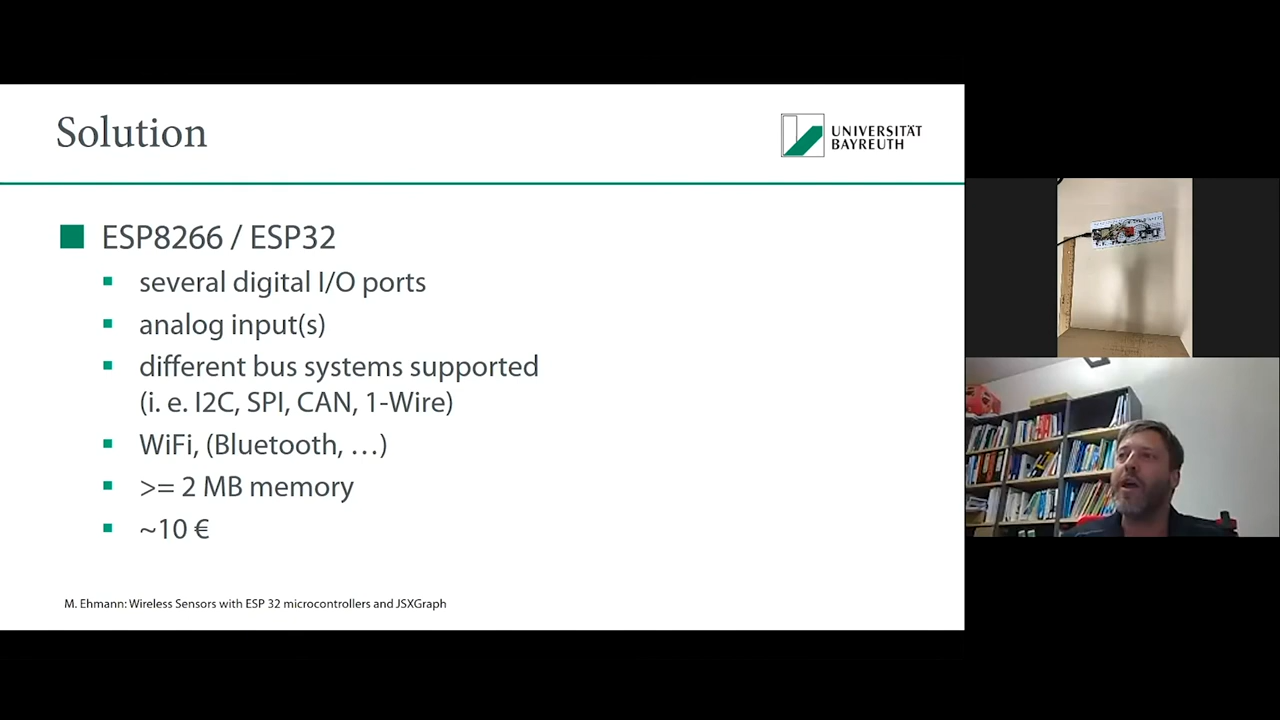 Solution
UNIVERSITÄT
BAYREUTH
ESP8266 / ESP32
several digital I/O ports
analog input(s)
different bus systems supported
(i. e. I2C, SPI, CAN, 1-Wire)
WiFi, (Bluetooth, …)
>= 2 MB memory
~10 €
M. Ehmann: Wireless Sensors with ESP 32 microcontrollers and JSXGraph